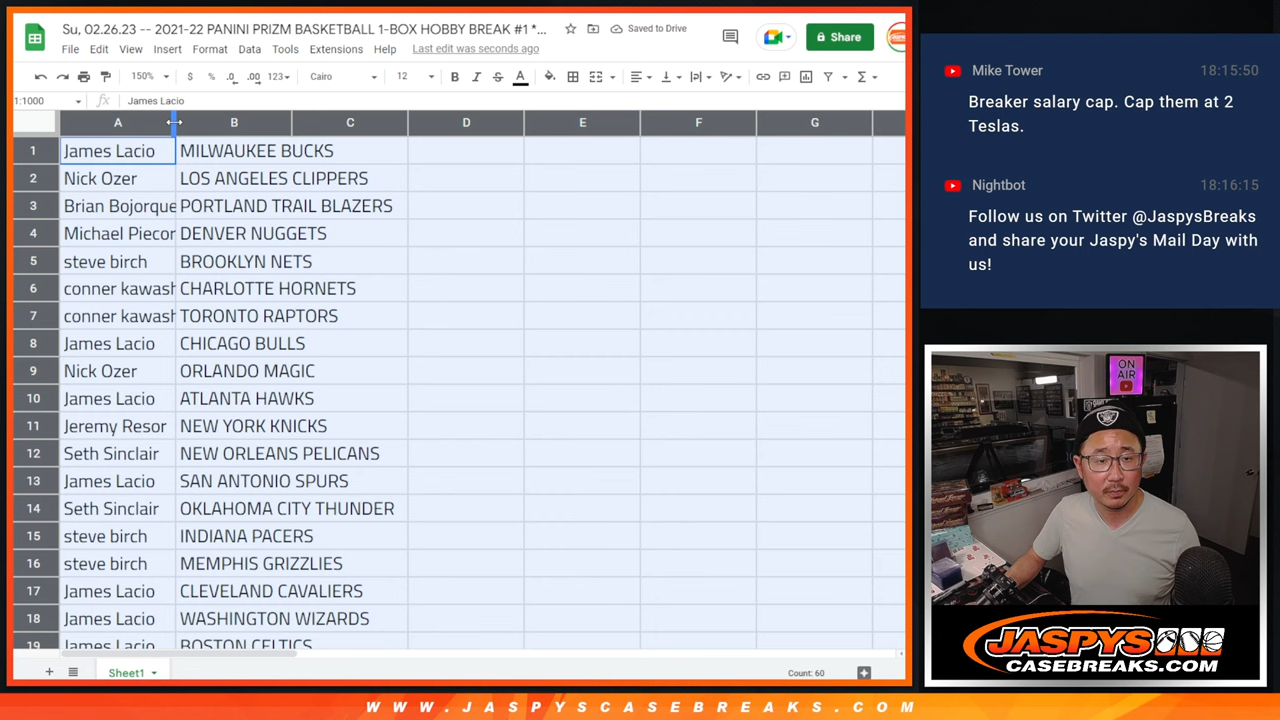 Su, 02.26.23 -- 2021-22 PANINI PRIZM BASKETBALL 1-BOX HOBBY BREAK #1 *...
Saved to Drive
Share
File Edit View Insert Format Data Tools Extensions Help Last edit was seconds ago
150% $ % .0 .00 123 Cairo 12 B I S A
1:1000 fx James Lacio
A B C D E F G
1 James Lacio MILWAUKEE BUCKS
2 Nick Ozer LOS ANGELES CLIPPERS
3 Brian Bojorque PORTLAND TRAIL BLAZERS
4 Michael Piecor DENVER NUGGETS
5 steve birch BROOKLYN NETS
6 conner kawash CHARLOTTE HORNETS
7 conner kawash TORONTO RAPTORS
8 James Lacio CHICAGO BULLS
9 Nick Ozer ORLANDO MAGIC
10 James Lacio ATLANTA HAWKS
11 Jeremy Resor NEW YORK KNICKS
12 Seth Sinclair NEW ORLEANS PELICANS
13 James Lacio SAN ANTONIO SPURS
14 Seth Sinclair OKLAHOMA CITY THUNDER
15 steve birch INDIANA PACERS
16 steve birch MEMPHIS GRIZZLIES
17 James Lacio CLEVELAND CAVALIERS
18 James Lacio WASHINGTON WIZARDS
19 James Lacio BOSTON CELTICS
Sheet1
Count: 60
Mike Tower 18:15:50
Breaker salary cap. Cap them at 2
Teslas.
Nightbot 18:16:15
Follow us on Twitter @JaspysBreaks
and share your Jaspy's Mail Day with
us!
ON
AIR
JASPYS
CASEBREAKS.COM
WWW.JASPYSCASEBREAKS.COM